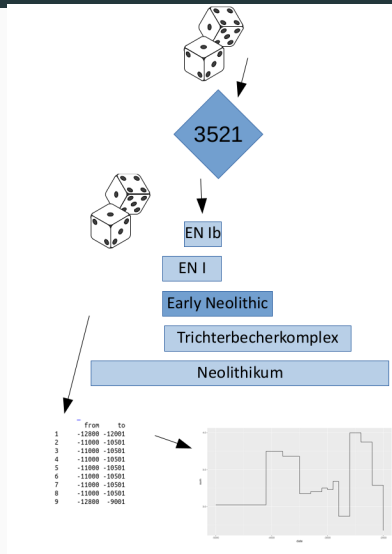 3521
EN Ib
EN I
Early Neolithic
Trichterbecherkomplex
Neolithikum
from to
1 -12800 -12001
2 -11000 -10501
3 -11000 -10501
4 -11000 -10501
5 -11000 -10501
6 -11000 -10501
7 -11000 -10501
8 -11000 -10501
9 -12800 -9001